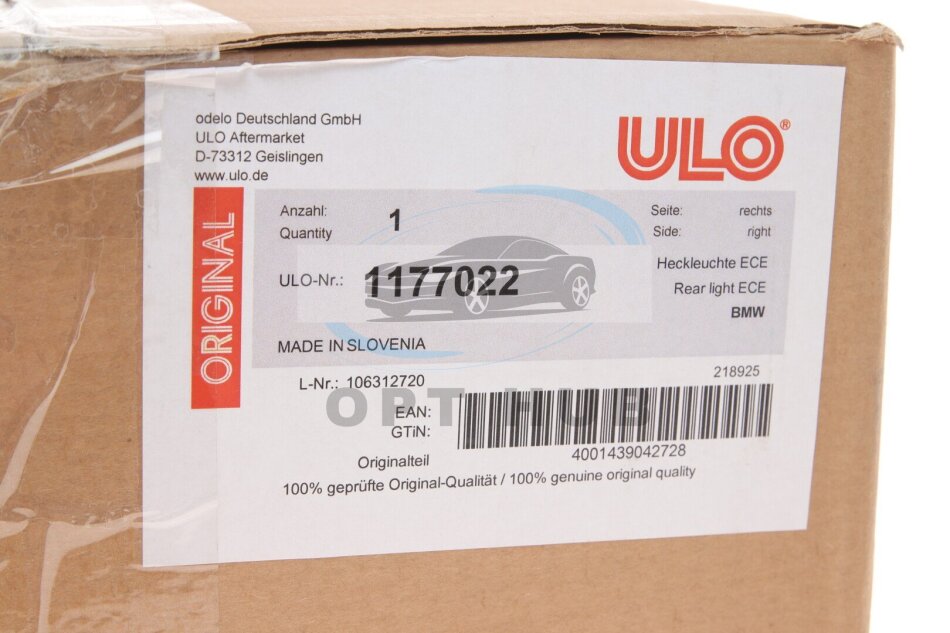 odelo Deutschland GmbH
ULO Aftermarket
D-73312 Geislingen
www.ulo.de
ULO®
ORIGINAL
Anzahl: 1
Quantity
Seite: rechts
Side: right
ULO-Nr.: 1177022
Heckleuchte ECE
Rear light ECE
BMW
MADE IN SLOVENIA
L-Nr.: 106312720
218925
OPT HUB
EAN:
GTiN:
4001439042728
Originalteil
100% geprüfte Original-Qualität / 100% genuine original quality